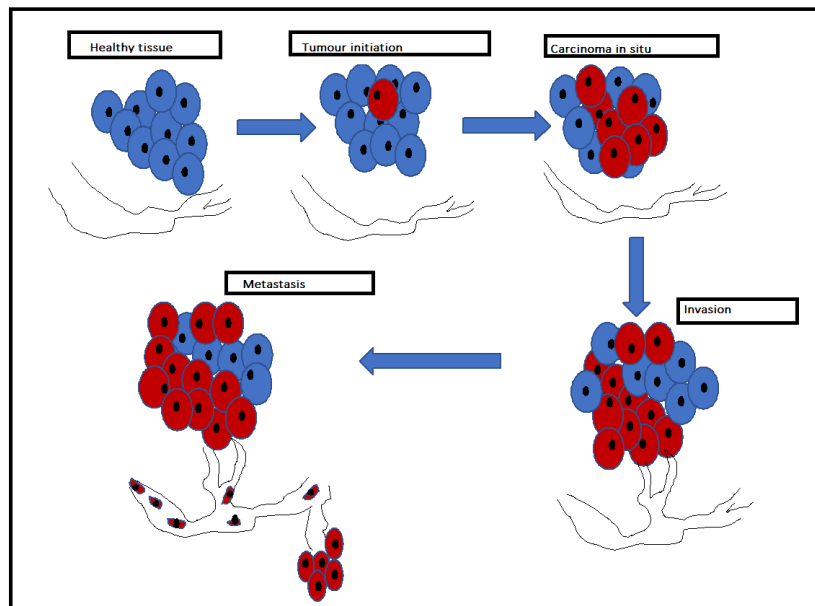 Healthy tissue
Tumour initiation
Carcinoma in situ
Invasion
Metastasis